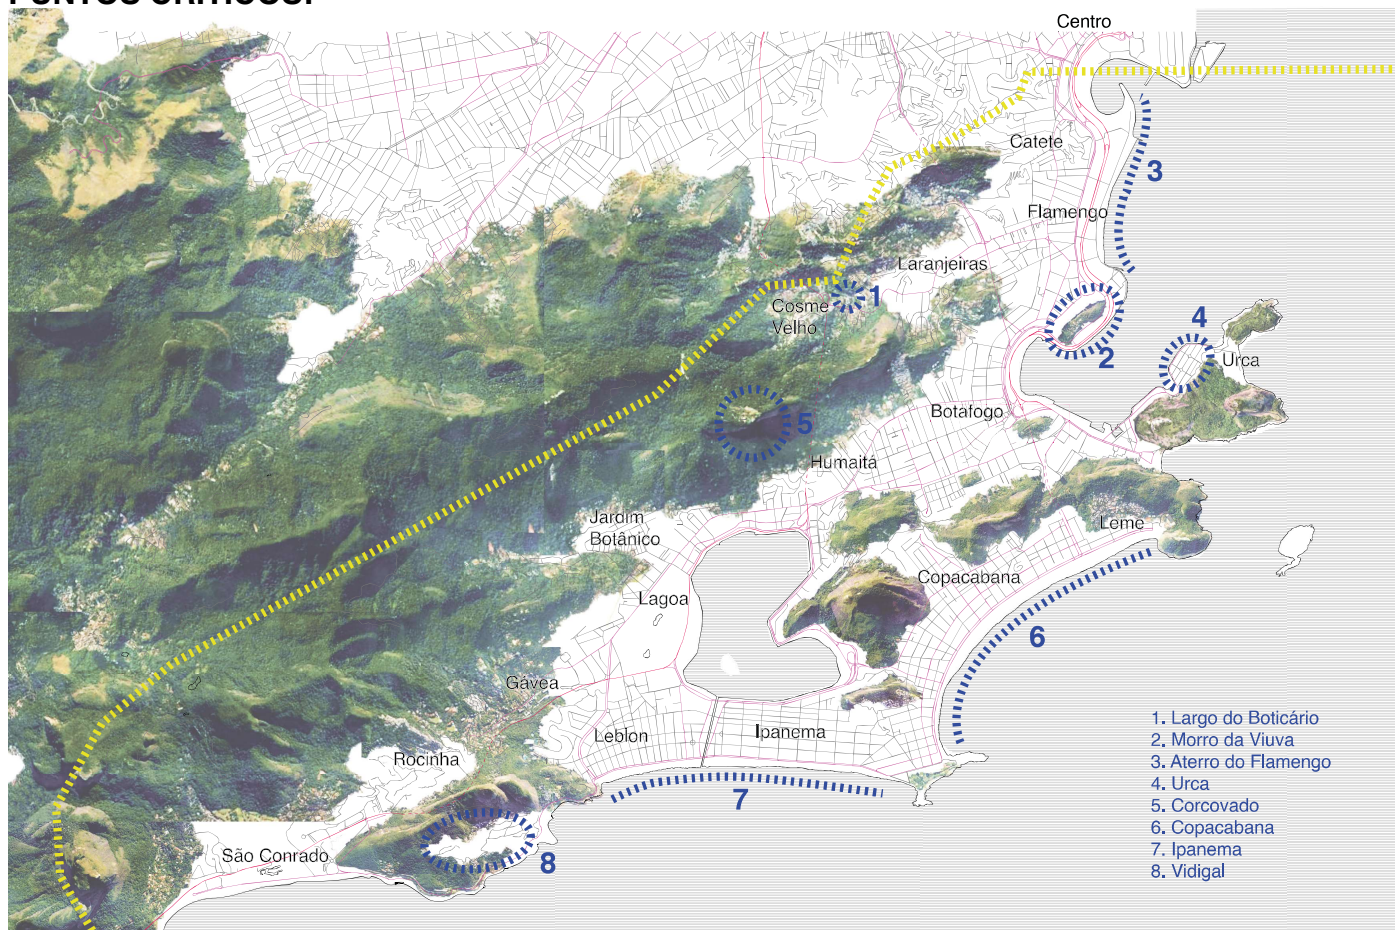 PUNTOS CRÍTICOS:
Centro
Catete
3
Flamengo
Laranjeiras
1
Cosme
Velho
4
2
Urca
Botafogo
5
Humaitá
Jardim
Botânico
Leme
Copacabana
Lagoa
6
Gávea
Leblon
Ipanema
Rocinha
7
São Conrado
8
1. Largo do Boticário
2. Morro da Viuva
3. Aterro do Flamengo
4. Urca
5. Corcovado
6. Copacabana
7. Ipanema
8. Vidigal